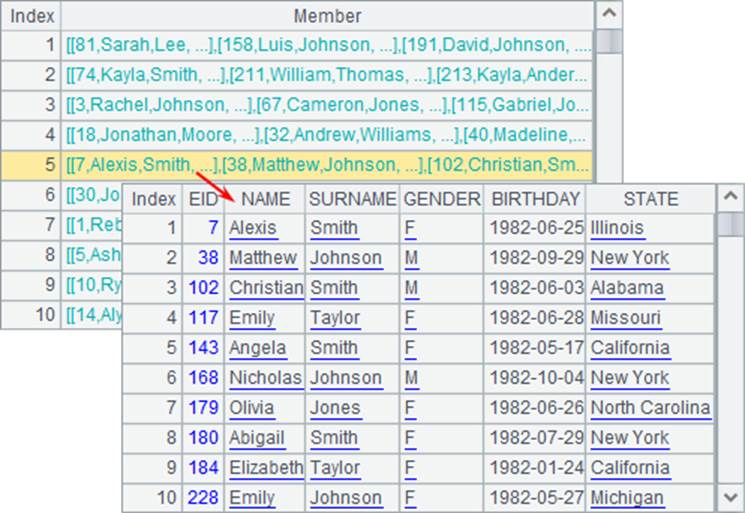 Index Member
1 [[81,Sarah,Lee, ...],[158,Luis,Johnson, ...],[191,David,Johnson, ....
2 [[74,Kayla,Smith, ...],[211,William,Thomas, ...],[213,Kayla,Ander...
3 [[3,Rachel,Johnson, ...],[67,Cameron,Jones, ...],[115,Gabriel,Jo...
4 [[18,Jonathan,Moore, ...],[32,Andrew,Williams, ...],[40,Madeline,...
5 [[7,Alexis,Smith, ...],[38,Matthew,Johnson, ...],[102,Christian,Sm...
6 [[30,Jo
7 [[1,Reb
8 [[5,Ash
9 [[10,Ry
10 [[14,Aly
Index EID NAME SURNAME GENDER BIRTHDAY STATE
1 7 Alexis Smith F 1982-06-25 Illinois
2 38 Matthew Johnson M 1982-09-29 New York
3 102 Christian Smith M 1982-06-03 Alabama
4 117 Emily Taylor F 1982-06-28 Missouri
5 143 Angela Smith F 1982-05-17 California
6 168 Nicholas Johnson M 1982-10-04 New York
7 179 Olivia Jones F 1982-06-26 North Carolina
8 180 Abigail Smith F 1982-07-29 New York
9 184 Elizabeth Taylor F 1982-01-24 California
10 228 Emily Johnson F 1982-05-27 Michigan